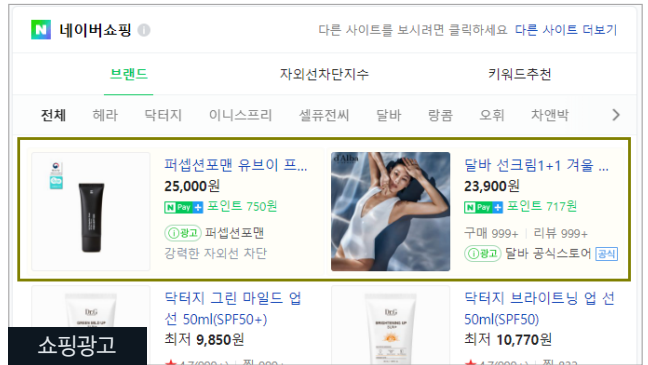 N 네이버쇼핑 i
다른 사이트를 보시려면 클릭하세요 다른 사이트 더보기
브랜드 자외선차단지수 키워드추천
전체 헤라 닥터지 이니스프리 셀퓨전씨 달바 랑콤 오휘 차앤박 >
퍼셉션포맨 유브이 프...
25,000원
N Pay + 포인트 750원
i광고 퍼셉션포맨
강력한 자외선 차단
d'Alba
달바 선크림1+1 겨울 ...
23,900원
N Pay + 포인트 717원
구매 999+ | 리뷰 999+
i광고 달바 공식스토어 공식
Dr.G
닥터지 그린 마일드 업
선 50ml(SPF50+)
최저 9,850원
Dr.G
BRIGHTENING UP
SUN+
닥터지 브라이트닝 업 선
50ml(SPF50)
최저 10,770원
쇼핑광고